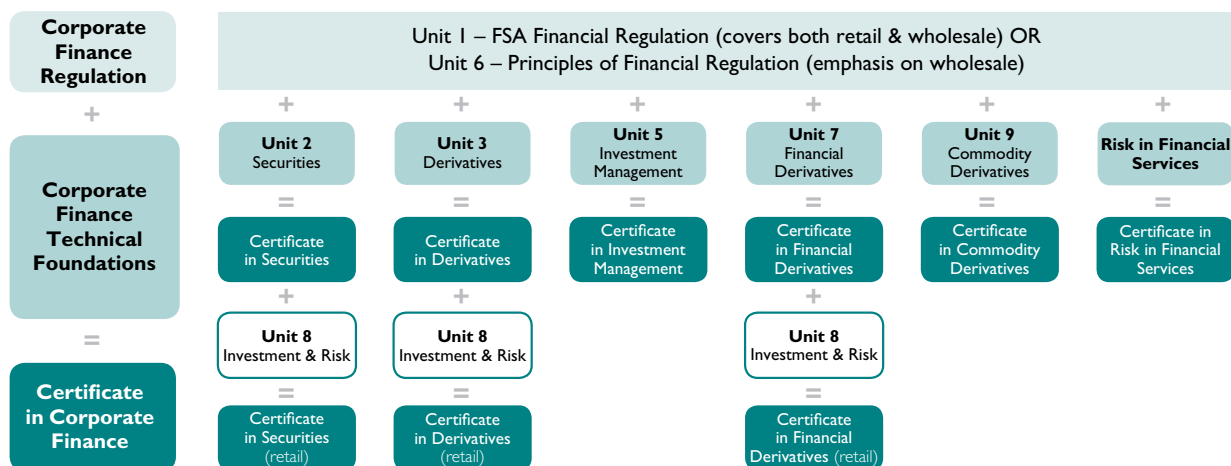 Corporate
Finance
Regulation
Unit 1 – FSA Financial Regulation (covers both retail & wholesale) OR
Unit 6 – Principles of Financial Regulation (emphasis on wholesale)
+
+
+
+
+
+
+
Corporate
Finance
Technical
Foundations
Unit 2
Securities
Unit 3
Derivatives
Unit 5
Investment
Management
Unit 7
Financial
Derivatives
Unit 9
Commodity
Derivatives
Risk in Financial
Services
=
=
=
=
=
=
Certificate
in Securities
Certificate
in Derivatives
Certificate
in Investment
Management
Certificate
in Financial
Derivatives
Certificate
in Commodity
Derivatives
Certificate in
Risk in Financial
Services
+
+
+
Unit 8
Investment & Risk
Unit 8
Investment & Risk
Unit 8
Investment & Risk
=
=
=
=
Certificate
in Corporate
Finance
Certificate
in Securities
(retail)
Certificate
in Derivatives
(retail)
Certificate
in Financial
Derivatives (retail)